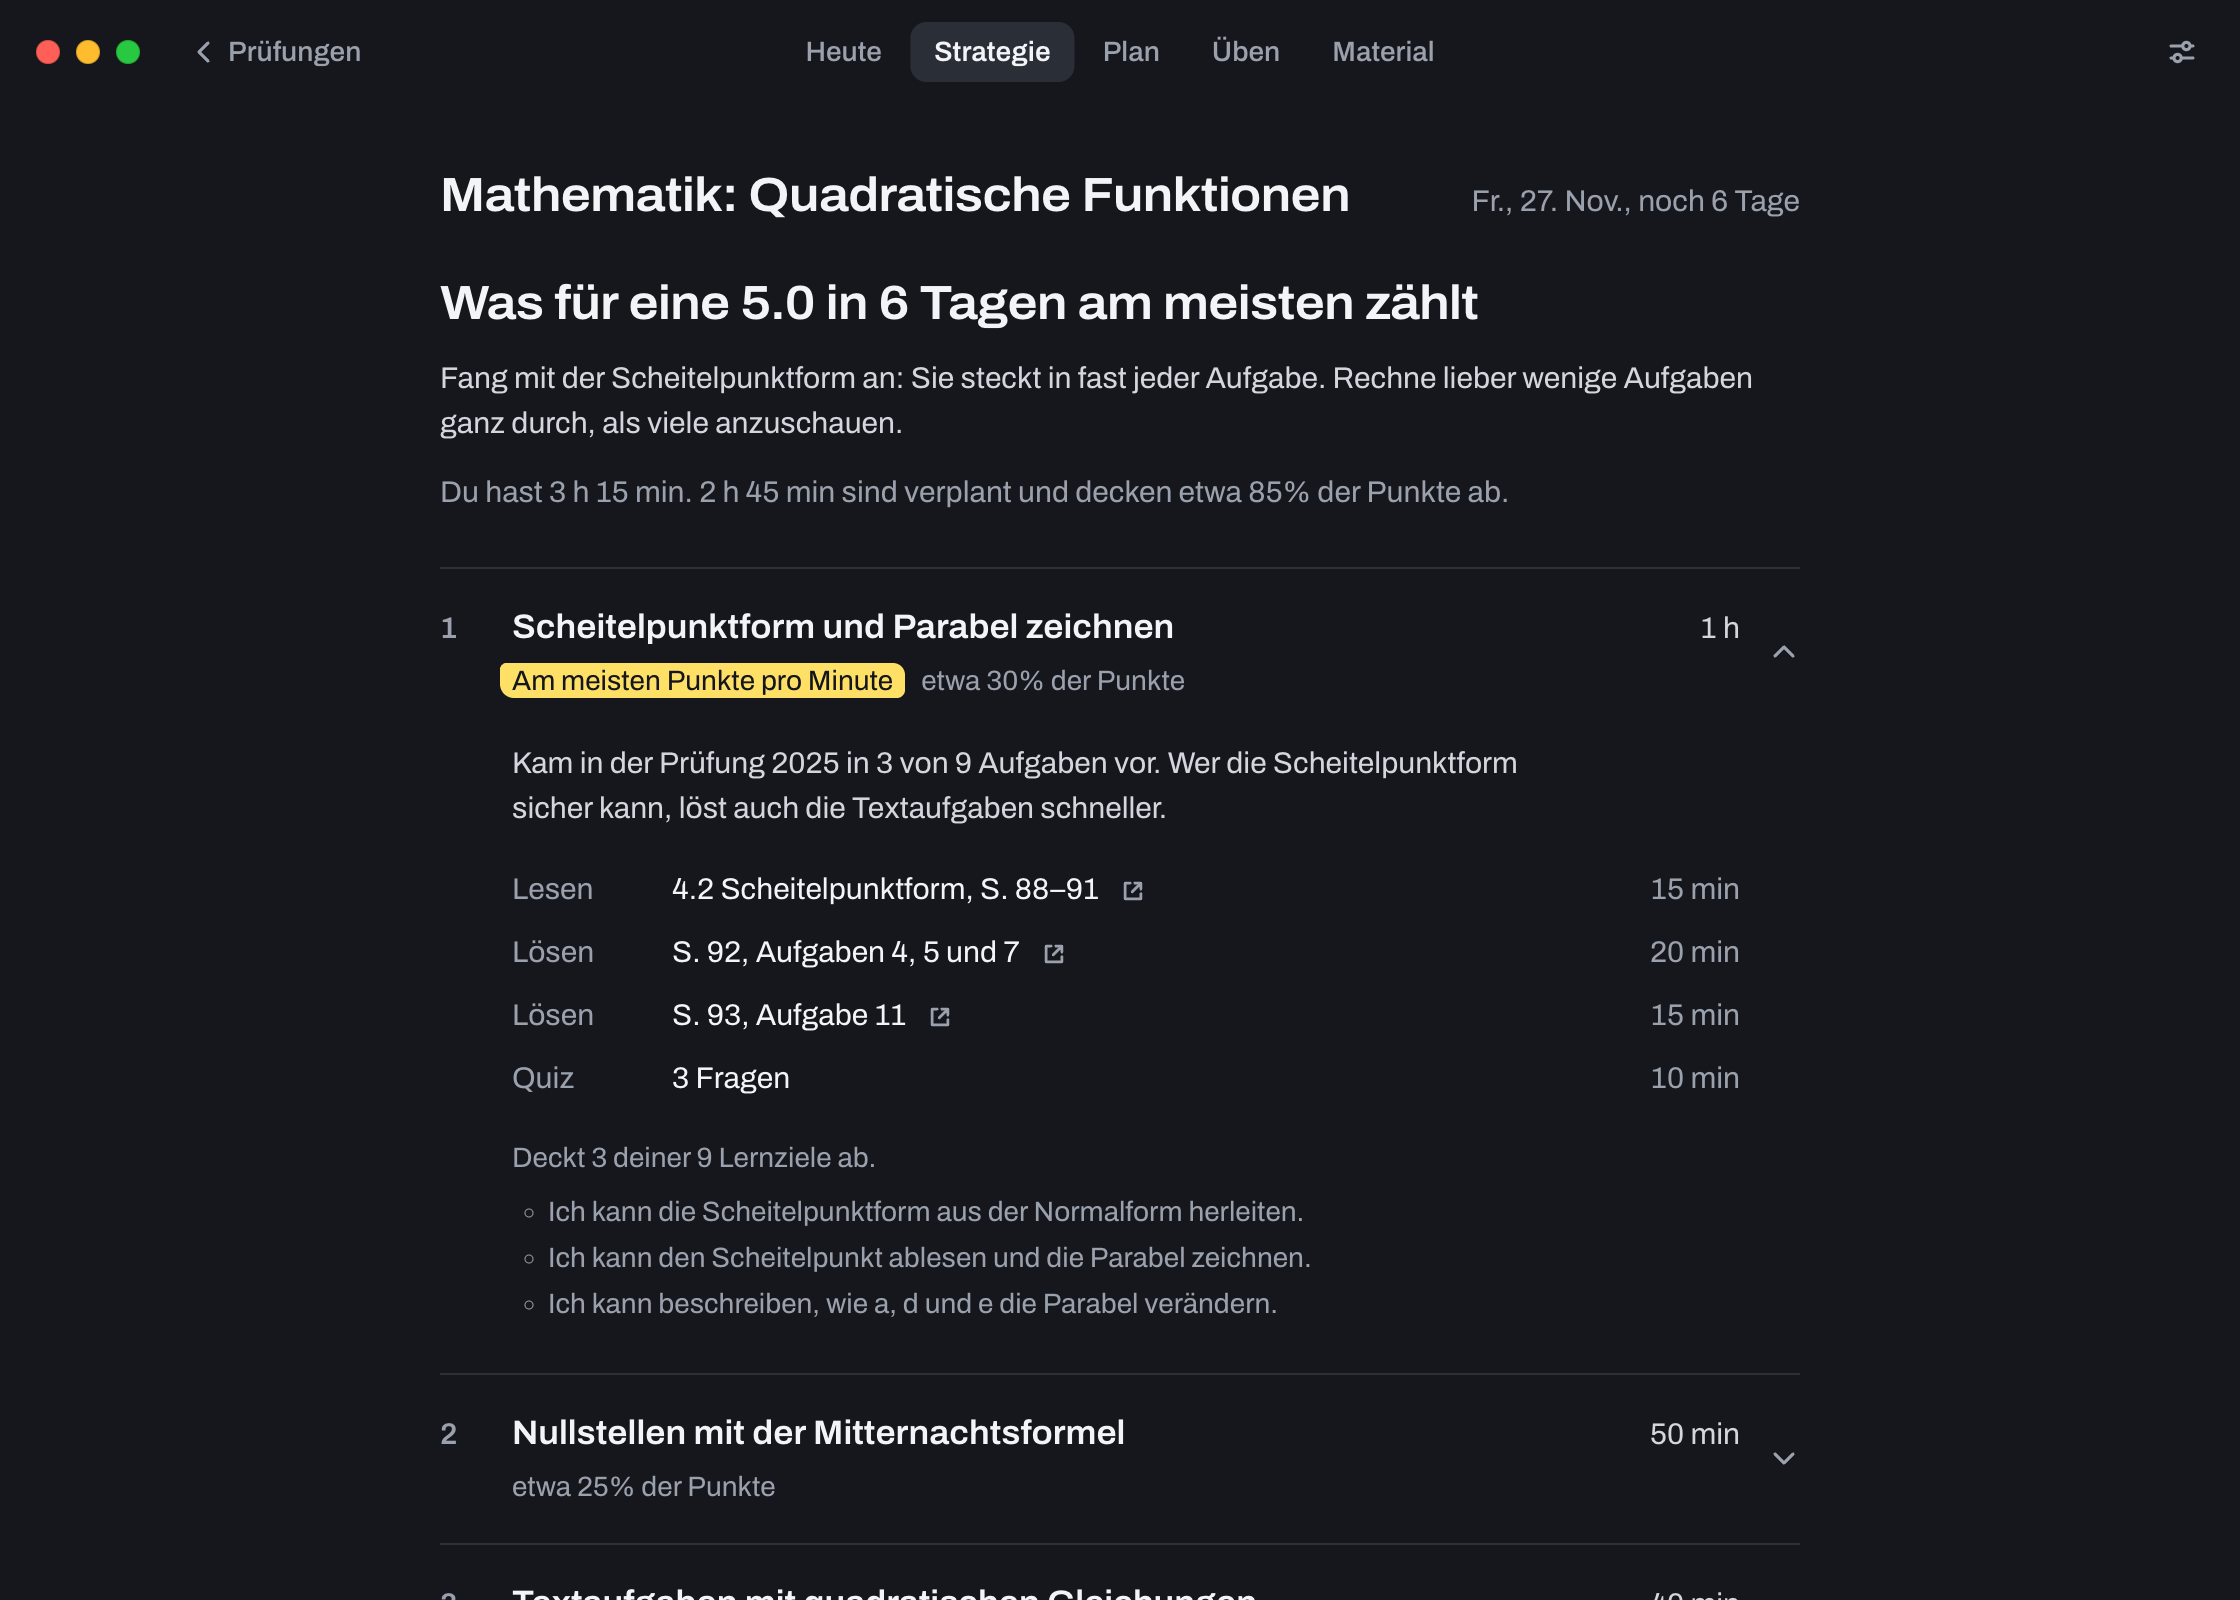 Prüfungen
Heute
Strategie
Plan
Üben
Material
Mathematik: Quadratische Funktionen
Fr., 27. Nov., noch 6 Tage
Was für eine 5.0 in 6 Tagen am meisten zählt
Fang mit der Scheitelpunktform an: Sie steckt in fast jeder Aufgabe. Rechne lieber wenige Aufgaben
ganz durch, als viele anzuschauen.
Du hast 3 h 15 min. 2 h 45 min sind verplant und decken etwa 85% der Punkte ab.
1 Scheitelpunktform und Parabel zeichnen 1 h
Am meisten Punkte pro Minute etwa 30% der Punkte
Kam in der Prüfung 2025 in 3 von 9 Aufgaben vor. Wer die Scheitelpunktform
sicher kann, löst auch die Textaufgaben schneller.
Lesen 4.2 Scheitelpunktform, S. 88–91 15 min
Lösen S. 92, Aufgaben 4, 5 und 7 20 min
Lösen S. 93, Aufgabe 11 15 min
Quiz 3 Fragen 10 min
Deckt 3 deiner 9 Lernziele ab.
Ich kann die Scheitelpunktform aus der Normalform herleiten.
Ich kann den Scheitelpunkt ablesen und die Parabel zeichnen.
Ich kann beschreiben, wie a, d und e die Parabel verändern.
2 Nullstellen mit der Mitternachtsformel 50 min
etwa 25% der Punkte
Textaufgaben mit quadratischen Gleichungen